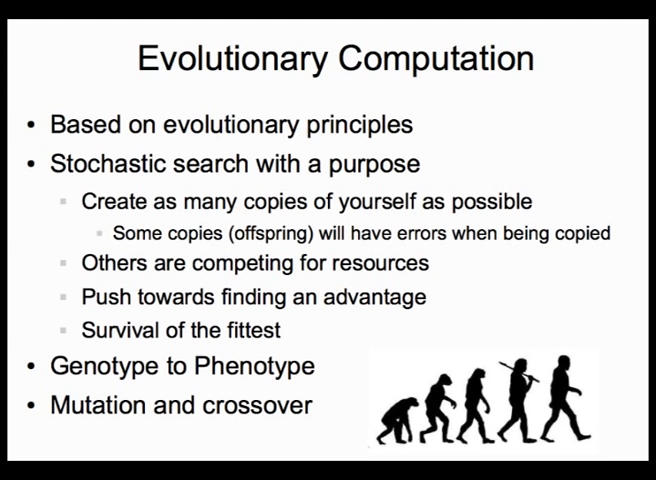 Evolutionary Computation
• Based on evolutionary principles
• Stochastic search with a purpose
Create as many copies of yourself as possible
Some copies (offspring) will have errors when being copied
Others are competing for resources
Push towards finding an advantage
Survival of the fittest
• Genotype to Phenotype
• Mutation and crossover